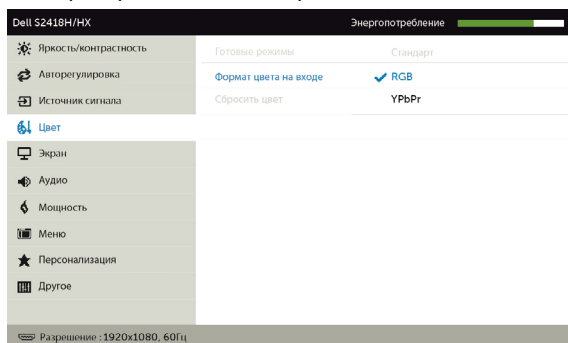 Dell S2418H/HX Энергопотребление
Яркость/контрастность
Готовые режимы Стандарт
Авторегулировка
Формат цвета на входе RGB
Источник сигнала
Сбросить цвет YPbPr
Цвет
Экран
Аудио
Мощность
Меню
Персонализация
Другое
Разрешение : 1920x1080, 60Гц